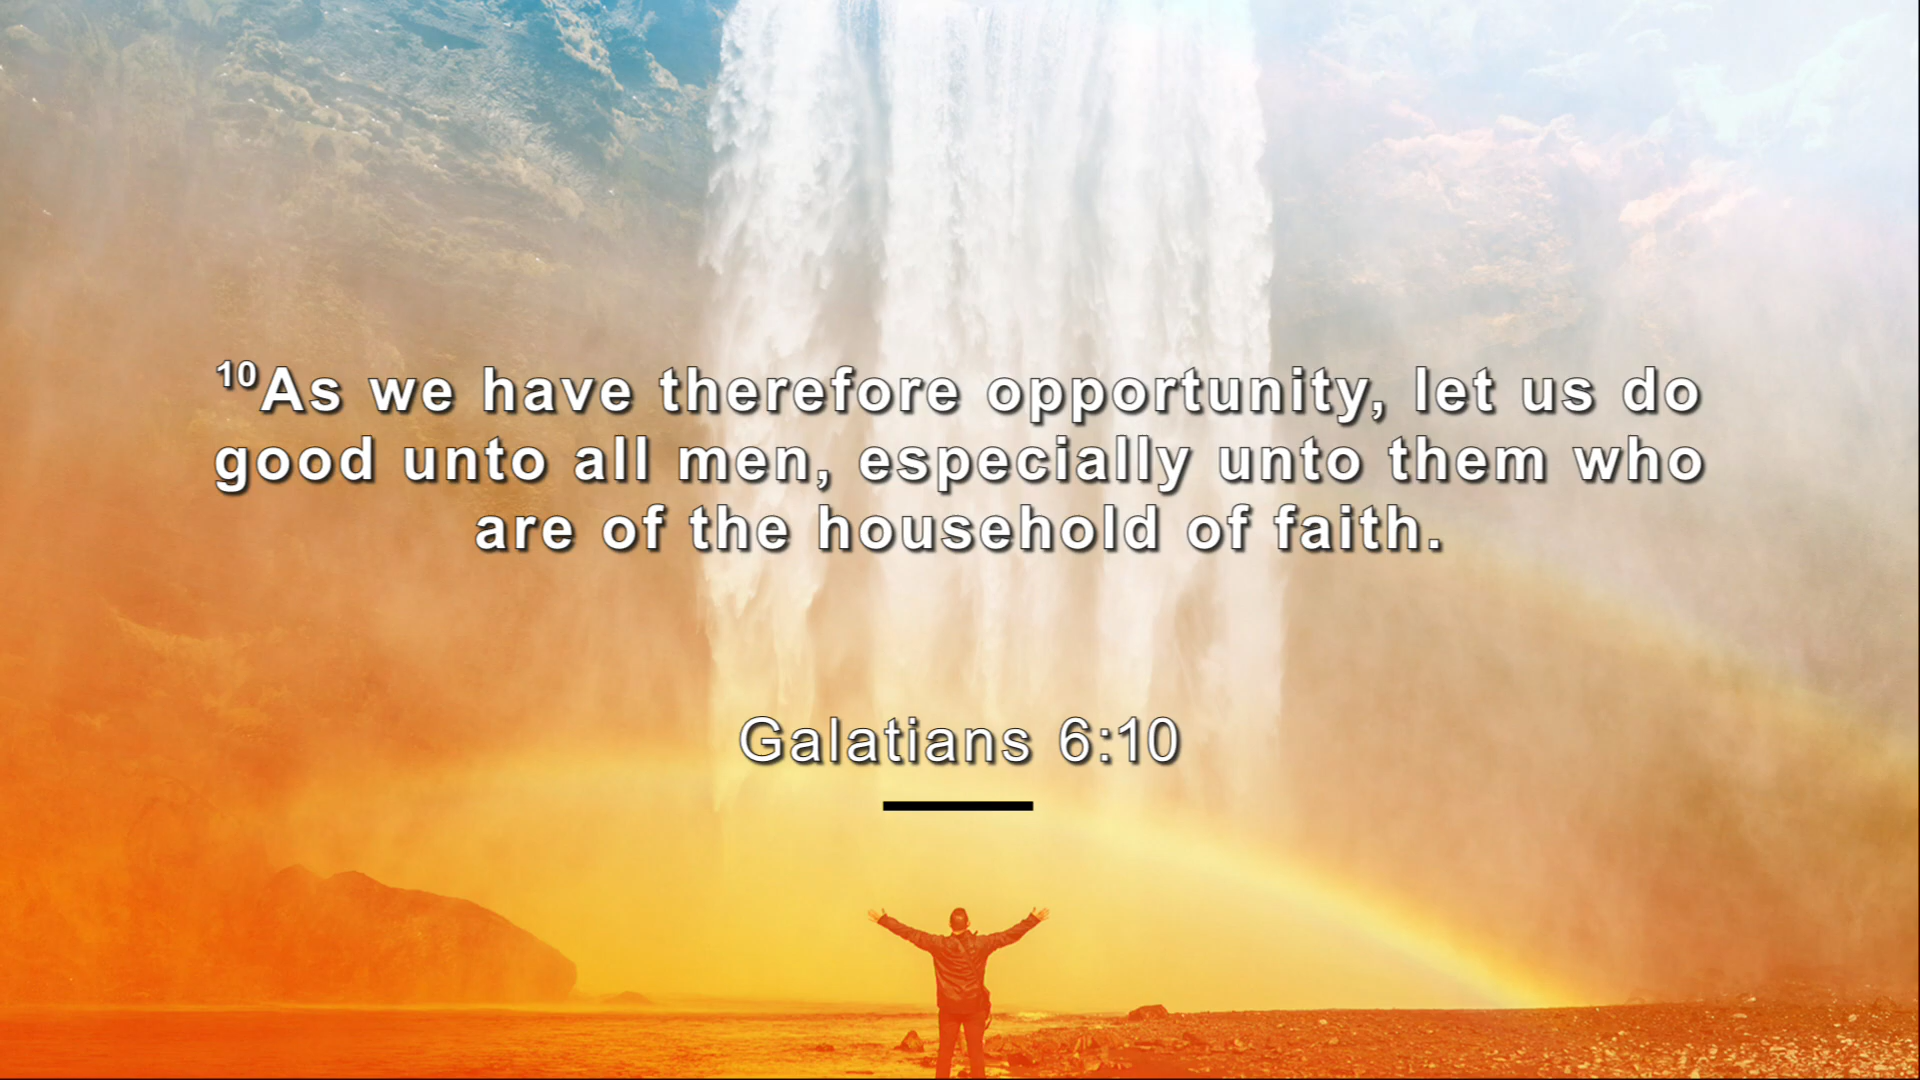 ¹⁰As we have therefore opportunity, let us do
good unto all men, especially unto them who
are of the household of faith.
Galatians 6:10